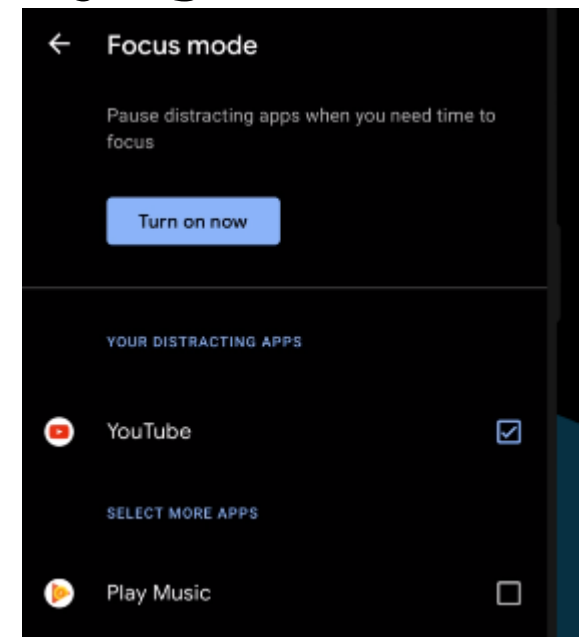 Focus mode
Pause distracting apps when you need time to
focus
Turn on now
YOUR DISTRACTING APPS
YouTube
SELECT MORE APPS
Play Music